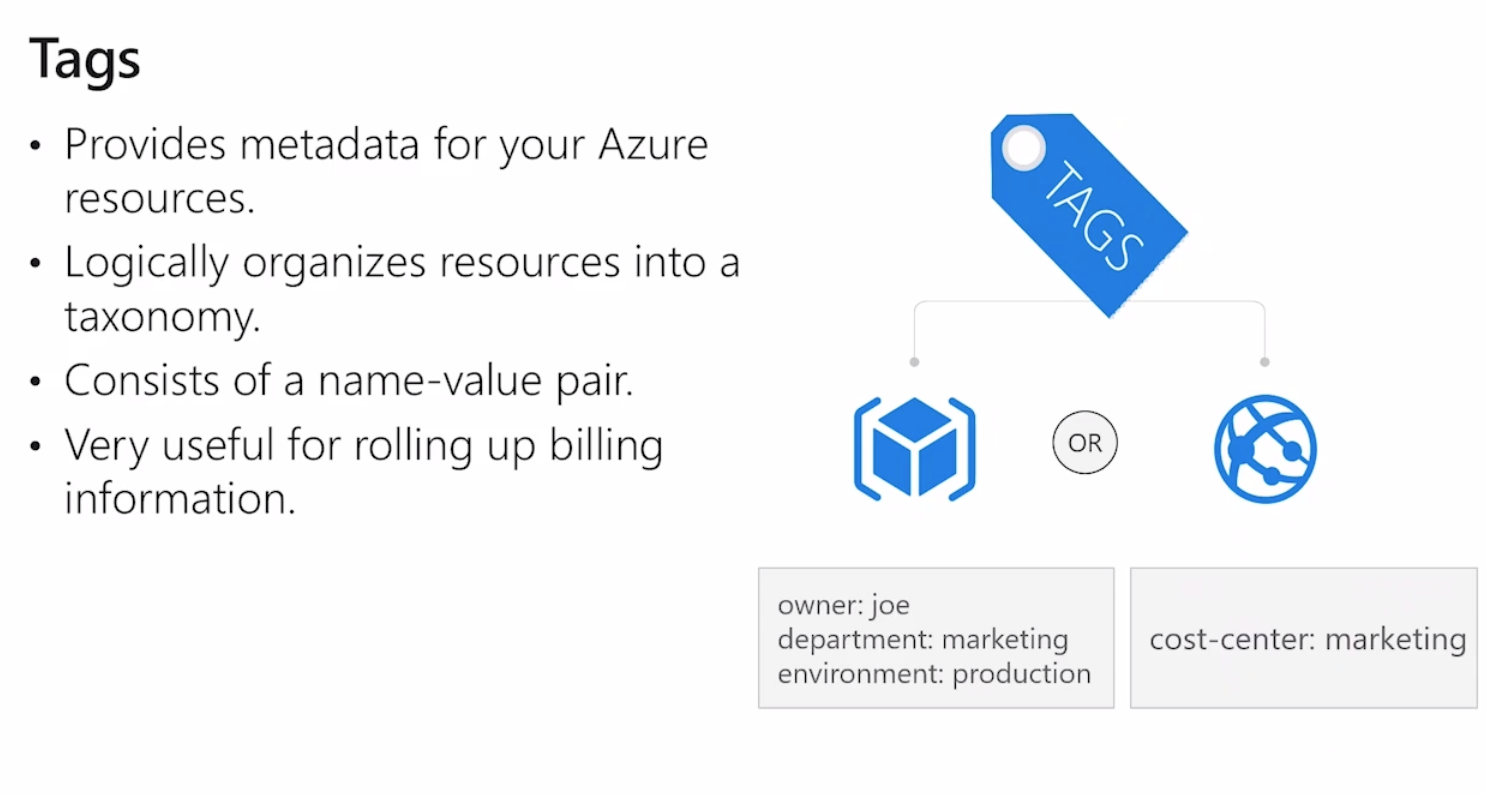 Tags
• Provides metadata for your Azure
resources.
• Logically organizes resources into a
taxonomy.
• Consists of a name-value pair.
• Very useful for rolling up billing
information.
TAGS
OR
owner: joe
department: marketing
environment: production
cost-center: marketing